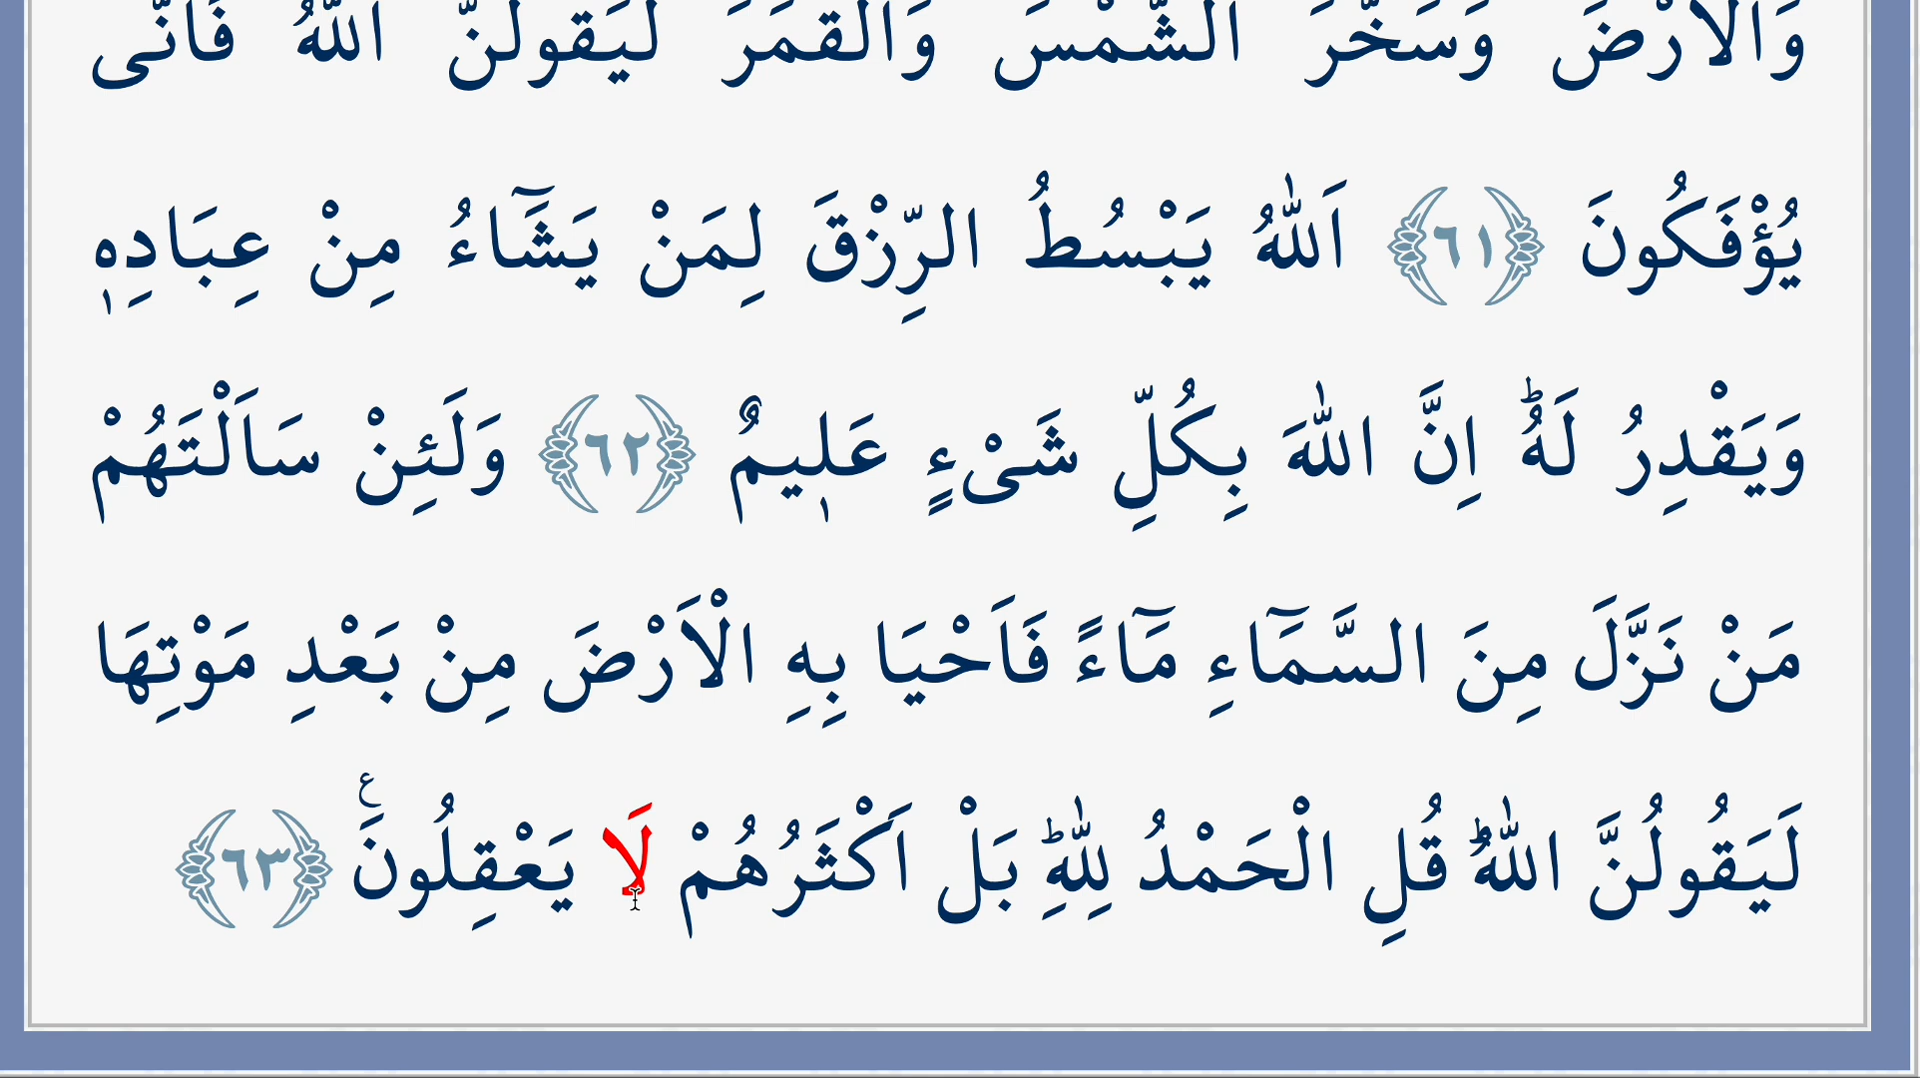 وَالْاَرْضَ وَسَخَّرَ الشَّمْسَ وَالْقَمَرَ لَيَقُولُنَّ اللّٰهُ فَاَنّٰى
يُؤْفَكُونَ ﴿٦١﴾ اَللّٰهُ يَبْسُطُ الرِّزْقَ لِمَنْ يَشَٓاءُ مِنْ عِبَادِهٖ
وَيَقْدِرُ لَهُۜ اِنَّ اللّٰهَ بِكُلِّ شَيْءٍ عَلٖيمٌ ﴿٦٢﴾ وَلَئِنْ سَاَلْتَهُمْ
مَنْ نَزَّلَ مِنَ السَّمَٓاءِ مَٓاءً فَاَحْيَا بِهِ الْاَرْضَ مِنْ بَعْدِ مَوْتِهَا
لَيَقُولُنَّ اللّٰهُۜ قُلِ الْحَمْدُ لِلّٰهِۜ بَلْ اَكْثَرُهُمْ لَا يَعْقِلُونَࣖ ﴿٦٣﴾